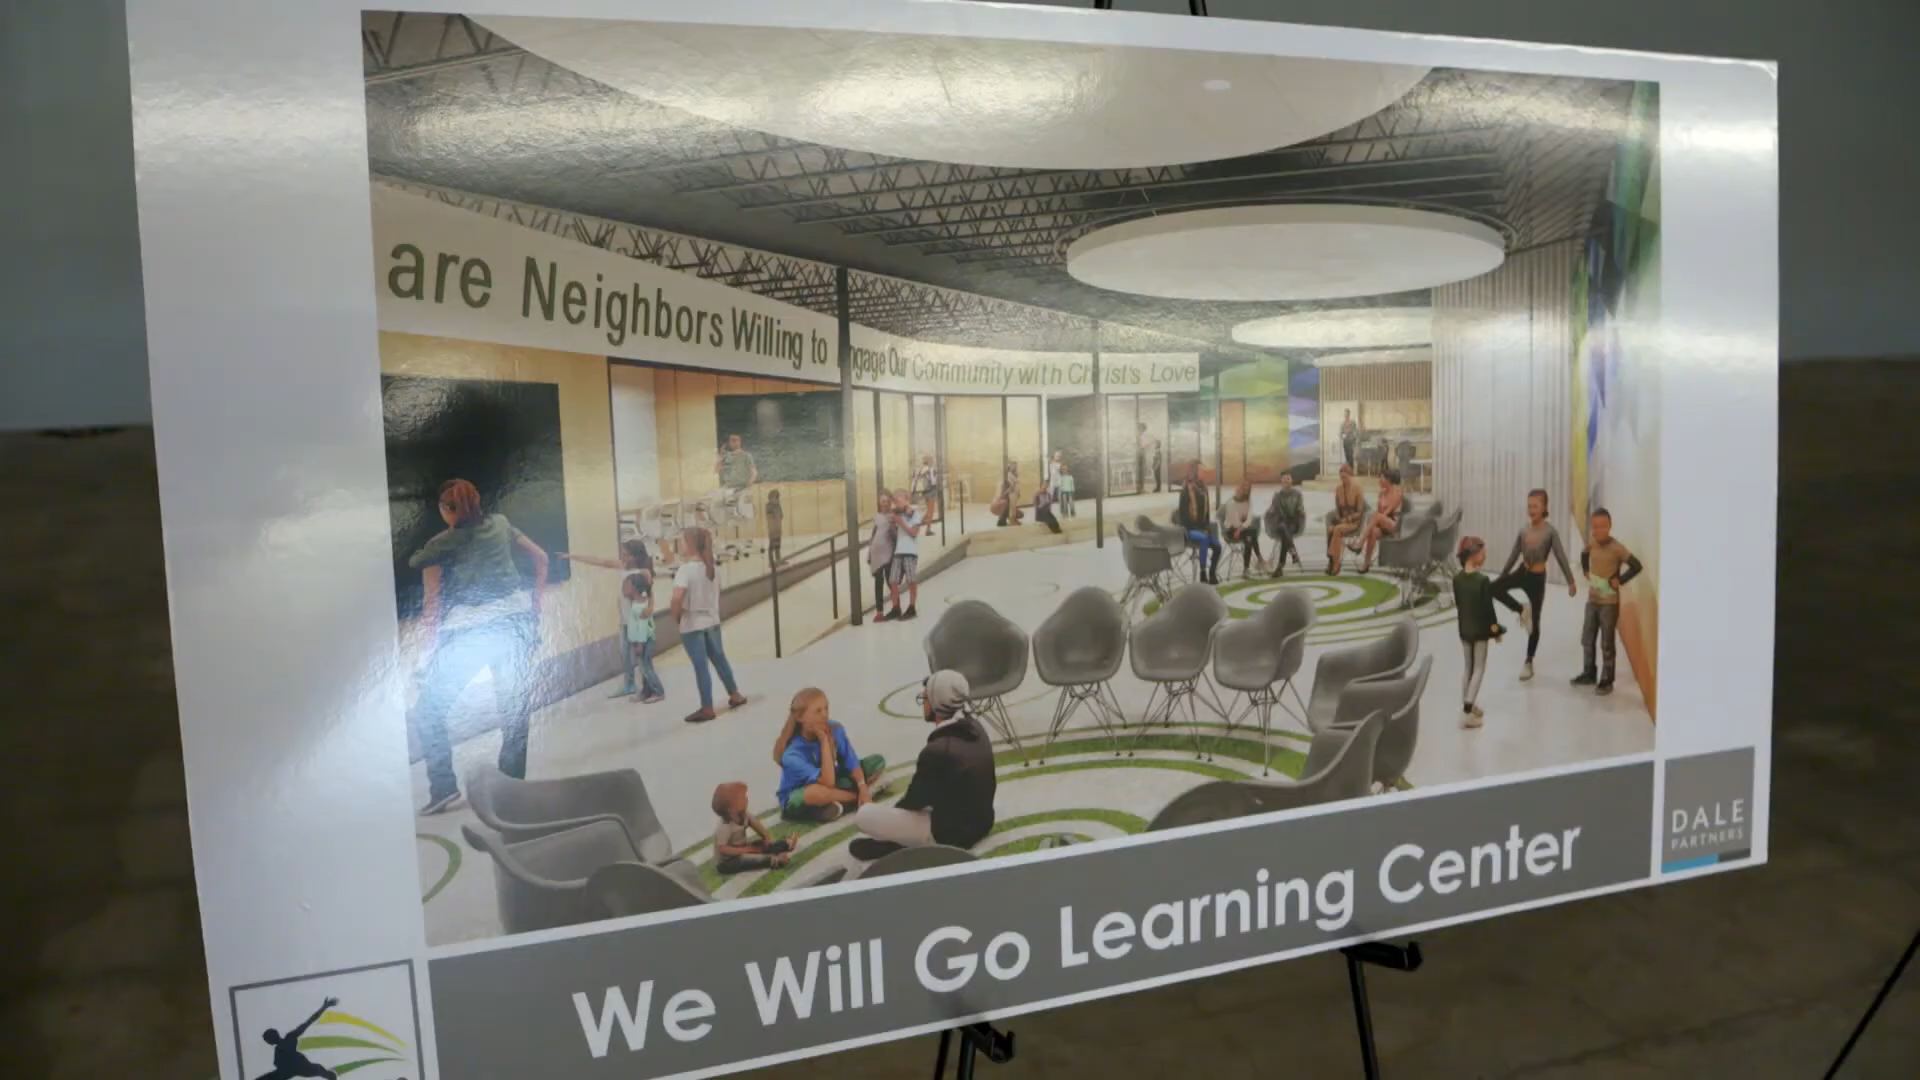 are Neighbors Willing to Engage Our Community with Christ's Love
We Will Go Learning Center
DALE
PARTNERS